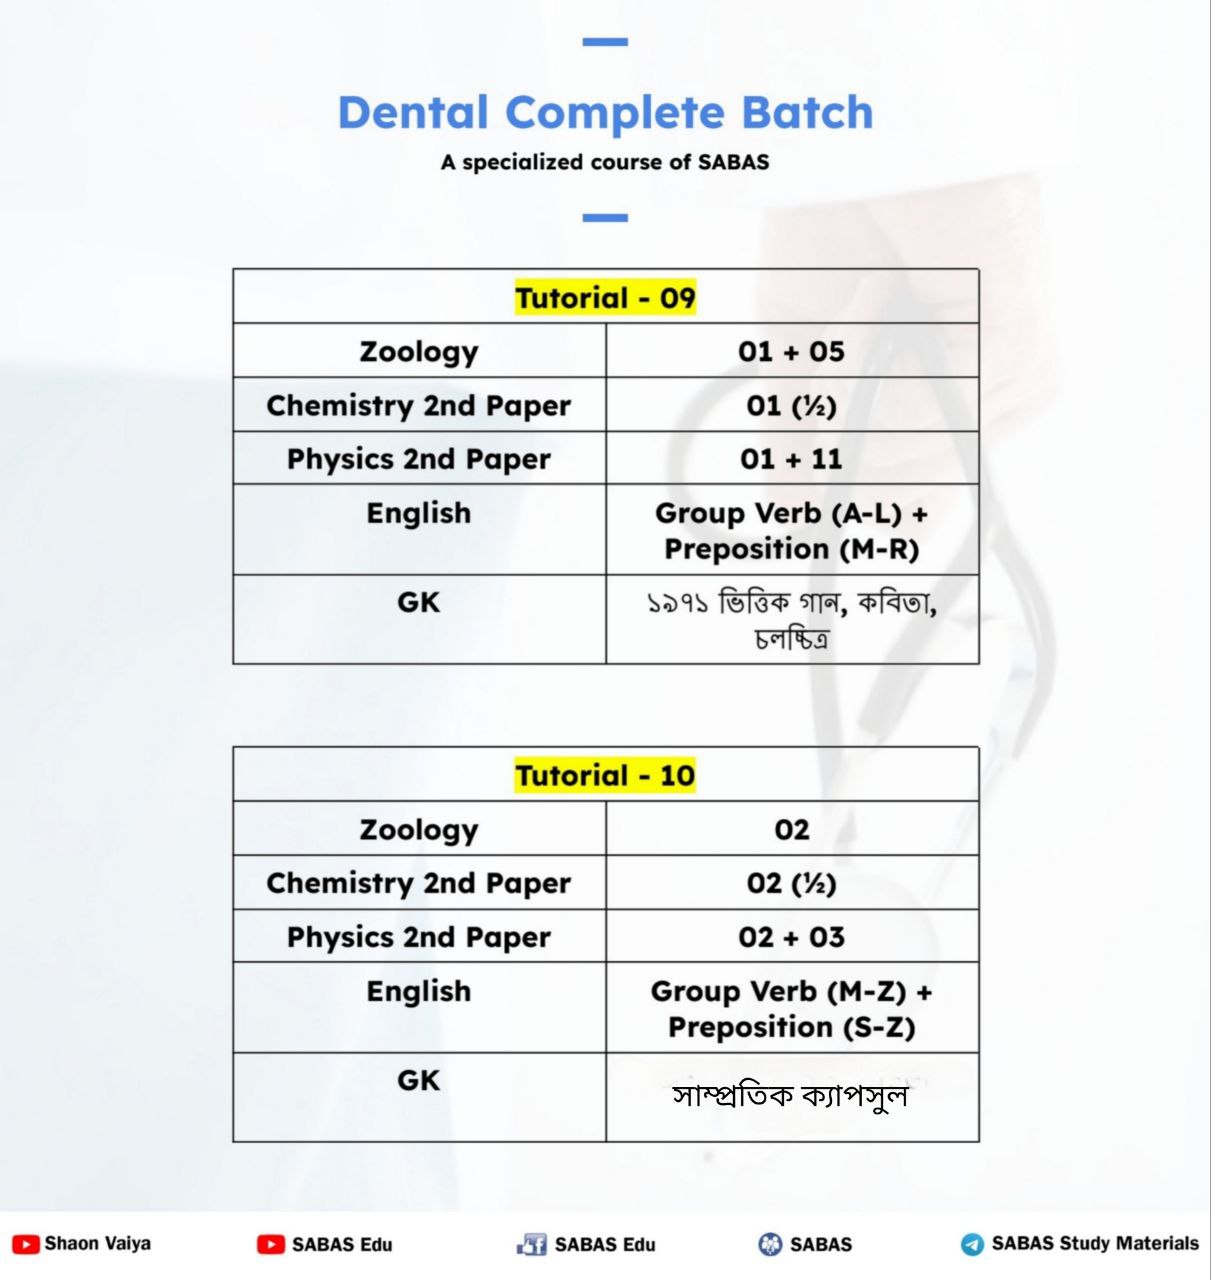 Dental Complete Batch
A specialized course of SABAS
Tutorial - 09
Zoology 01 + 05
Chemistry 2nd Paper 01 (½)
Physics 2nd Paper 01 + 11
English Group Verb (A-L) +
Preposition (M-R)
GK ১৯৭১ ভিত্তিক গান, কবিতা,
চলচ্চিত্র
Tutorial - 10
Zoology 02
Chemistry 2nd Paper 02 (½)
Physics 2nd Paper 02 + 03
English Group Verb (M-Z) +
Preposition (S-Z)
GK সাম্প্রতিক ক্যাপসুল
Shaon Vaiya SABAS Edu SABAS Edu SABAS SABAS Study Materials